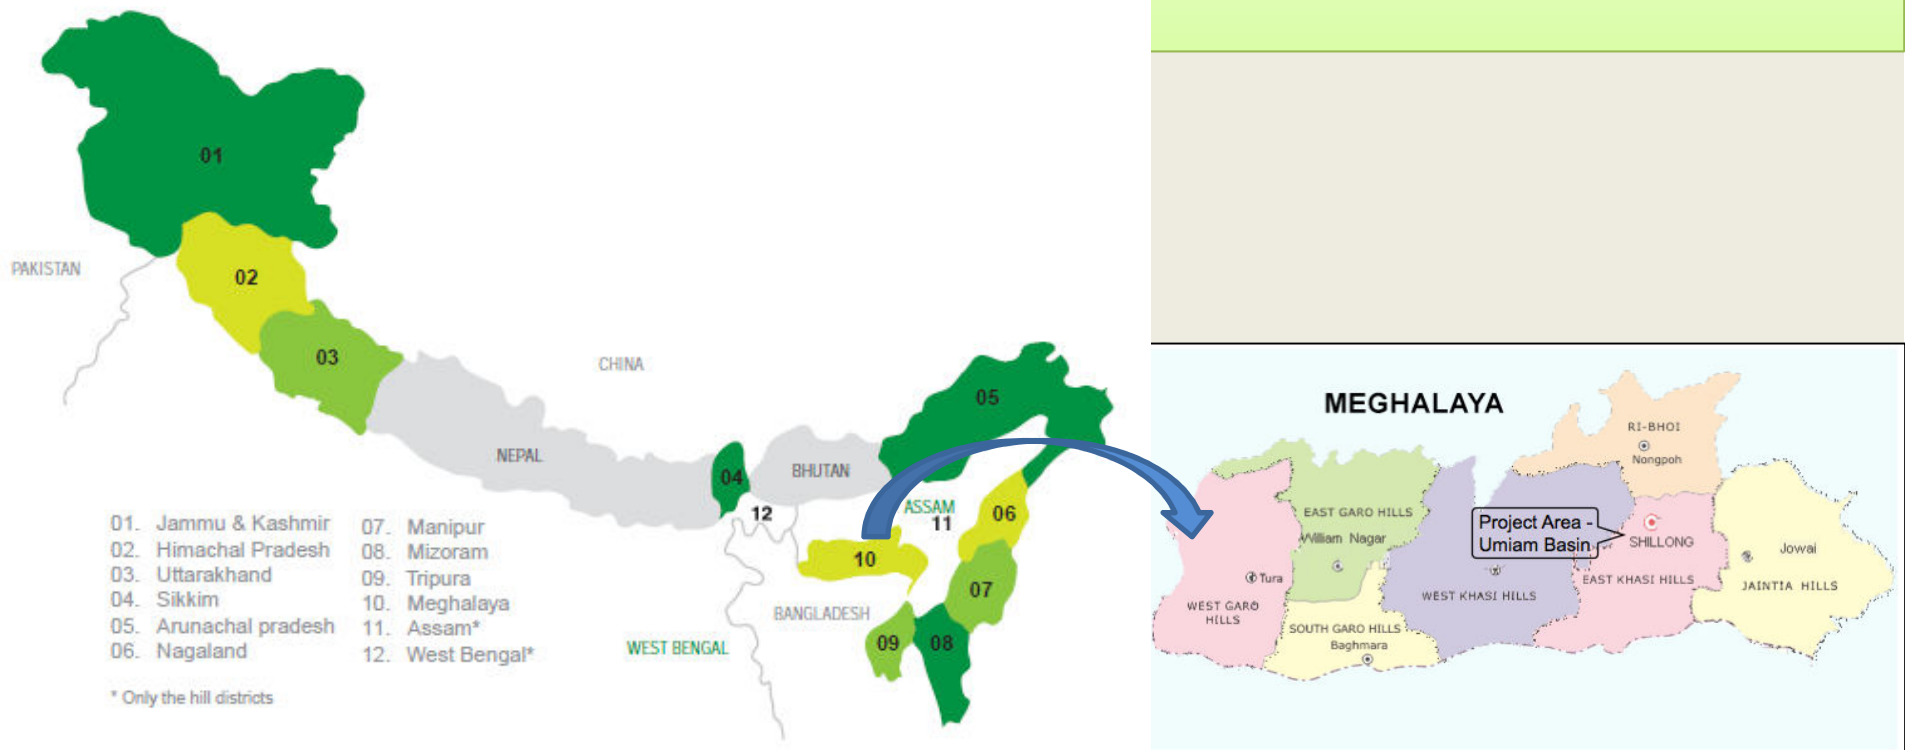 01
02
03
PAKISTAN
CHINA
NEPAL
04
BHUTAN
05
12
ASSAM
11
06
10
07
BANGLADESH
09
08
WEST BENGAL
01. Jammu & Kashmir
02. Himachal Pradesh
03. Uttarakhand
04. Sikkim
05. Arunachal pradesh
06. Nagaland
07. Manipur
08. Mizoram
09. Tripura
10. Meghalaya
11. Assam*
12. West Bengal*
* Only the hill districts
MEGHALAYA
RI-BHOI
Nongpoh
EAST GARO HILLS
William Nagar
Project Area -
Umiam Basin
SHILLONG
Jowai
Tura
EAST KHASI HILLS
JAINTIA HILLS
WEST KHASI HILLS
WEST GARO
HILLS
SOUTH GARO HILLS
Baghmara